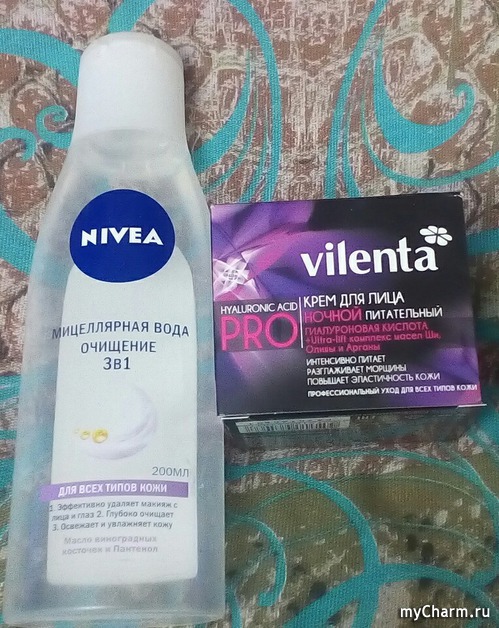 NIVEA
МИЦЕЛЛЯРНАЯ ВОДА
ОЧИЩЕНИЕ
3В1
200МЛ
ДЛЯ ВСЕХ ТИПОВ КОЖИ
1. Эффективно удаляет макияж с
лица и глаз 2. Глубоко очищает
3. Освежает и увлажняет кожу
Масло виноградных
косточек и Пантенол
vilenta
HYALURONIC ACID
PRO
КРЕМ ДЛЯ ЛИЦА
НОЧНОЙ ПИТАТЕЛЬНЫЙ
ГИАЛУРОНОВАЯ КИСЛОТА
+Ultra-lift комплекс масел Ши,
Оливы и Арганы
ИНТЕНСИВНО ПИТАЕТ
РАЗГЛАЖИВАЕТ МОРЩИНЫ
ПОВЫШАЕТ ЭЛАСТИЧНОСТЬ КОЖИ
ПРОФЕССИОНАЛЬНЫЙ УХОД ДЛЯ ВСЕХ ТИПОВ КОЖИ
myCharm.ru